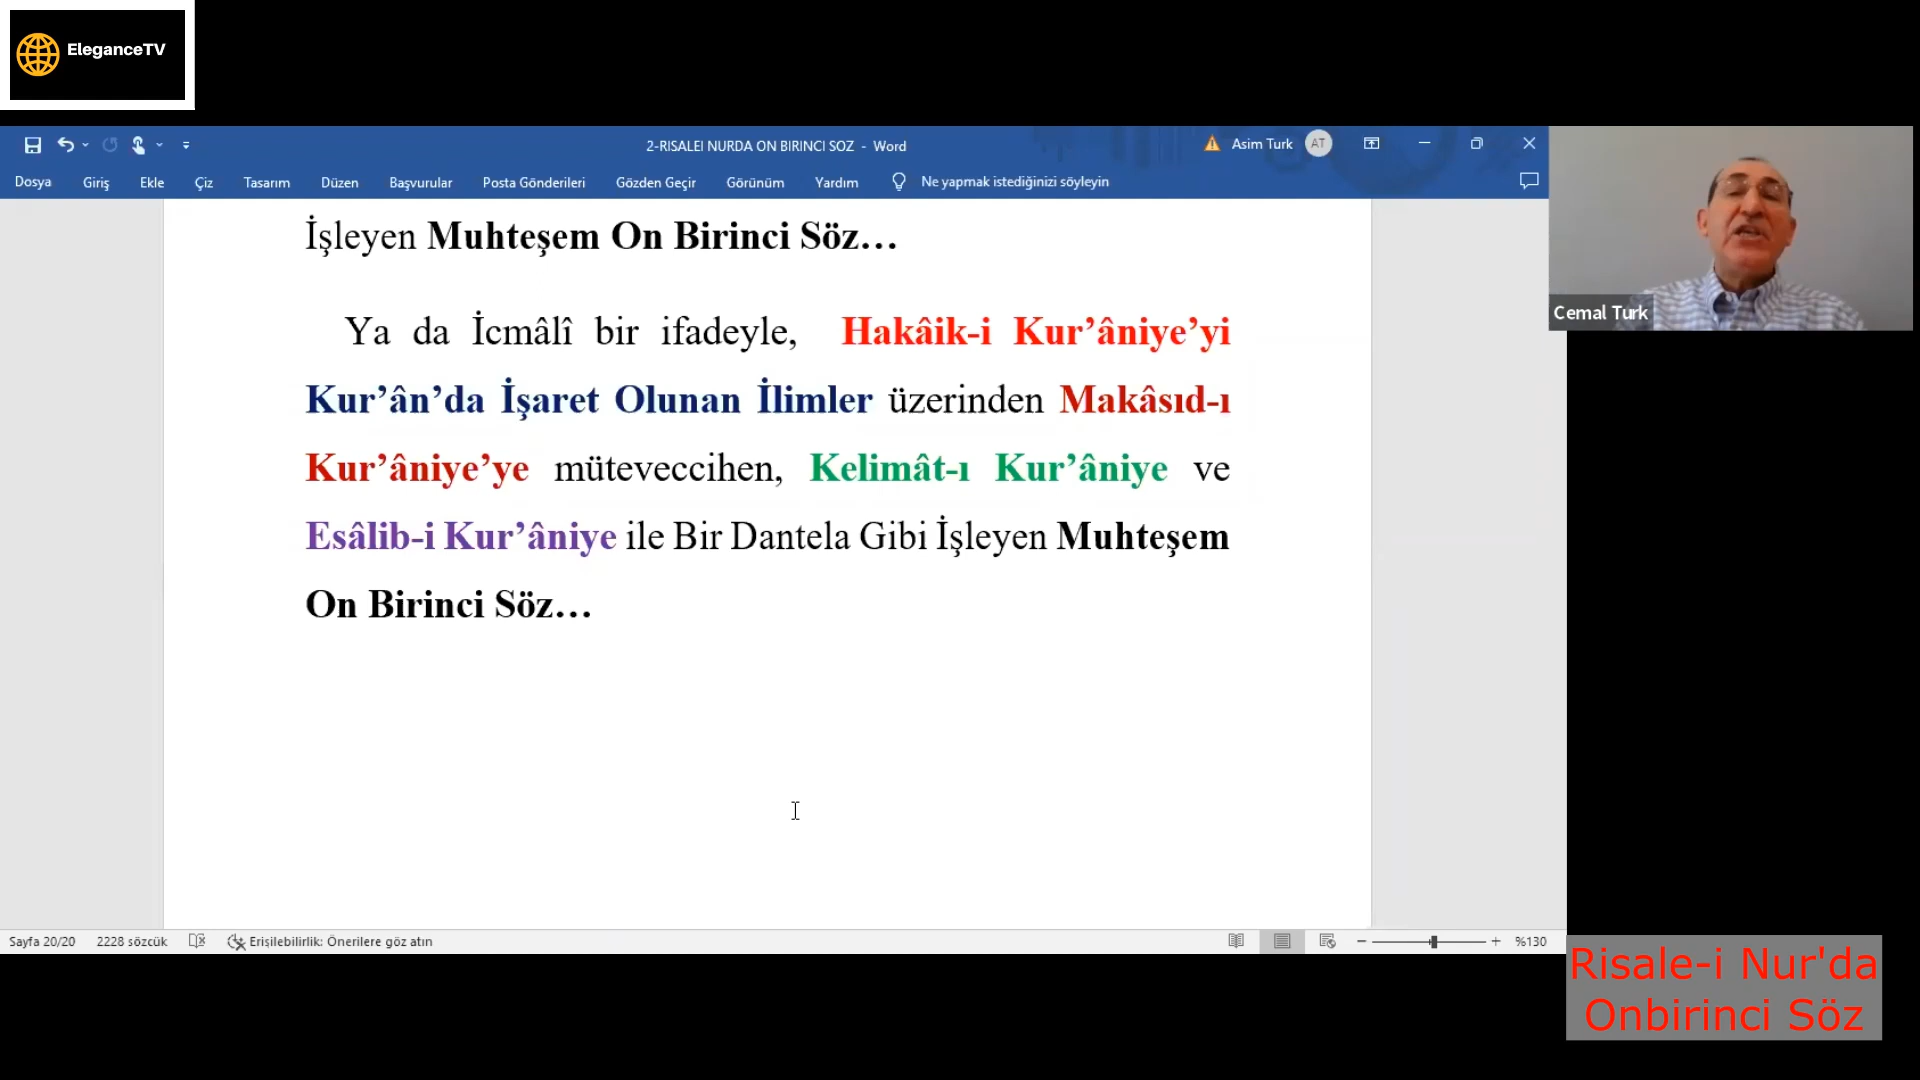 EleganceTV
2-RISALEI NURDA ON BIRINCI SOZ - Word
Asim Turk
AT
Dosya Giriş Ekle Çiz Tasarım Düzen Başvurular Posta Gönderileri Gözden Geçir Görünüm Yardım Ne yapmak istediğinizi söyleyin
İşleyen Muhteşem On Birinci Söz…
Ya da İcmâlî bir ifadeyle, Hakâik-i Kur’âniye’yi
Kur’ân’da İşaret Olunan İlimler üzerinden Makâsıd-ı
Kur’âniye’ye müteveccihen, Kelimât-ı Kur’âniye ve
Esâlib-i Kur’âniye ile Bir Dantela Gibi İşleyen Muhteşem
On Birinci Söz…
Cemal Turk
Sayfa 20/20 2228 sözcük Erişilebilirlik: Önerilere göz atın %130
Risale-i Nur'da
Onbirinci Söz